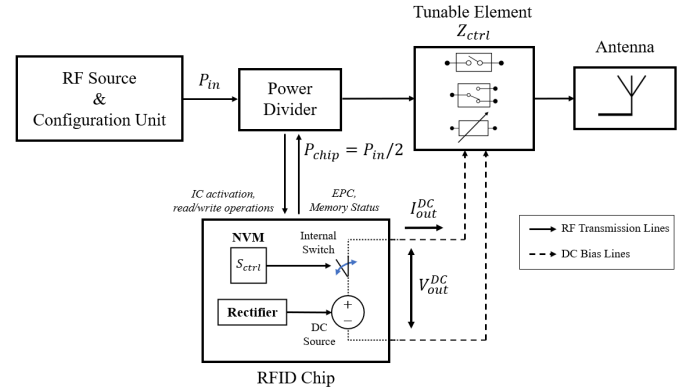 Tunable Element
Z_ctrl
Antenna
RF Source
&
Configuration Unit
P_in
Power
Divider
P_chip = P_in/2
IC activation,
read/write operations
EPC,
Memory Status
I_out^DC
NVM
Internal
Switch
S_ctrl
V_out^DC
Rectifier
+
−
DC
Source
RFID Chip
RF Transmission Lines
DC Bias Lines